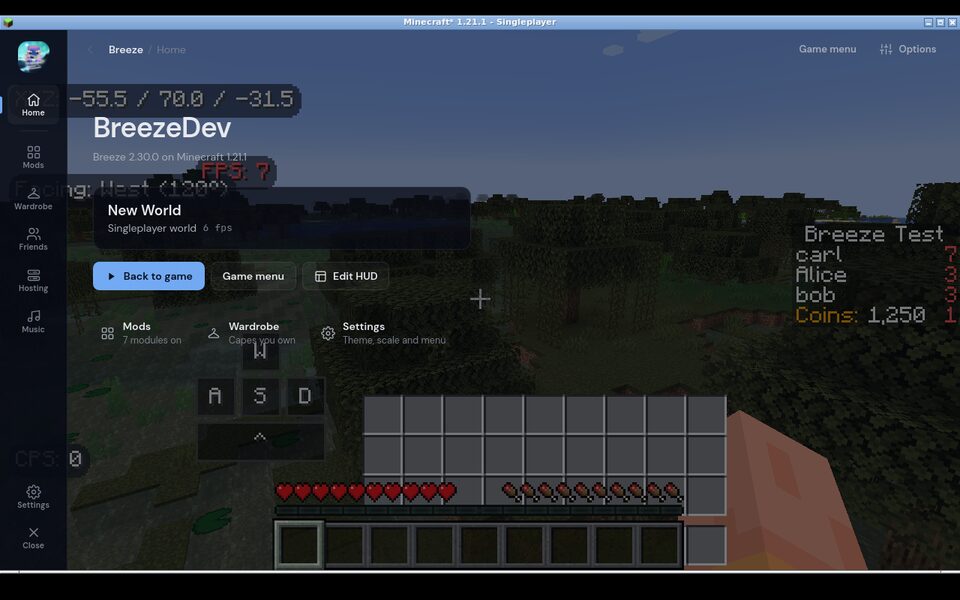 Minecraft* 1.21.1 - Singleplayer
Breeze / Home
Game menu
Options
-55.5 / 70.0 / -31.5
Home
BreezeDev
Breeze 2.30.0 on Minecraft 1.21.1
FPS: 7
Mods
Facing: West (120°)
Wardrobe
New World
Singleplayer world 6 fps
Friends
Breeze Test
carl 7
Alice 3
bob 3
Coins: 1,250 1
Back to game
Game menu
Edit HUD
Hosting
Music
Mods
7 modules on
Wardrobe
Capes you own
Settings
Theme, scale and menu
W
A S D
^
CPS: 0
Settings
Close